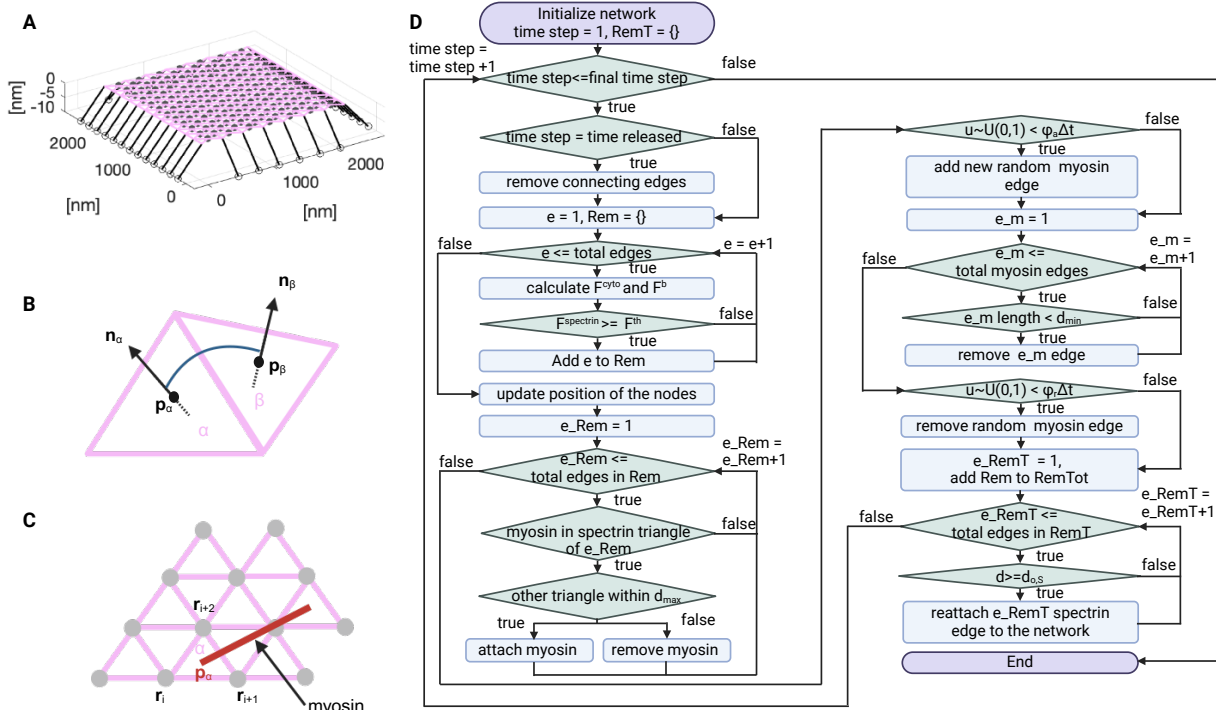 A
0
-5
-10
[nm]
2000
1000
0
[nm]
0
1000
2000
[nm]
B
nα
nβ
pα
pβ
α
β
C
ri+2
α
pα
ri
ri+1
myosin
D
Initialize network
time step = 1, RemT = {}
time step =
time step +1
time step<=final time step
false
true
time step = time released
false
true
remove connecting edges
e = 1, Rem = {}
false
e <= total edges
e = e+1
true
calculate F^cyto and F^b
F^spectrin >= F^th
false
true
Add e to Rem
update position of the nodes
e_Rem = 1
e_Rem =
e_Rem+1
false
e_Rem <=
total edges in Rem
true
myosin in spectrin triangle
of e_Rem
false
true
other triangle within dmax
true
false
attach myosin
remove myosin
u~U(0,1) < φaΔt
false
true
add new random myosin
edge
e_m = 1
e_m =
e_m+1
false
e_m <=
total myosin edges
true
e_m length < dmin
false
true
remove e_m edge
u~U(0,1) < φrΔt
false
true
remove random myosin edge
e_RemT = 1,
add Rem to RemTot
e_RemT =
e_RemT+1
false
e_RemT <=
total edges in RemT
true
d>=do,S
false
true
reattach e_RemT spectrin
edge to the network
End